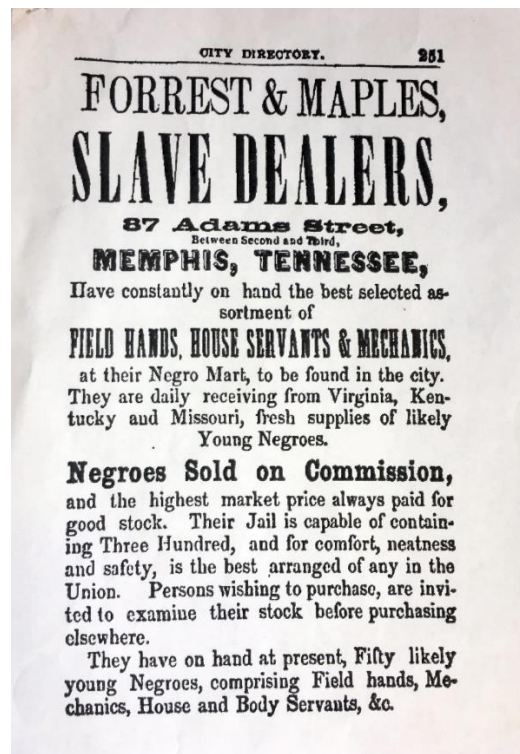 CITY DIRECTORY. 251
FORREST & MAPLES,
SLAVE DEALERS,
87 Adams Street,
Between Second and Third,
MEMPHIS, TENNESSEE,
Have constantly on hand the best selected as-
sortment of
FIELD HANDS, HOUSE SERVANTS & MECHANICS,
at their Negro Mart, to be found in the city.
They are daily receiving from Virginia, Ken-
tucky and Missouri, fresh supplies of likely
Young Negroes.
Negroes Sold on Commission,
and the highest market price always paid for
good stock. Their Jail is capable of contain-
ing Three Hundred, and for comfort, neatness
and safety, is the best arranged of any in the
Union. Persons wishing to purchase, are invi-
ted to examine their stock before purchasing
elsewhere.
They have on hand at present, Fifty likely
young Negroes, comprising Field hands, Me-
chanics, House and Body Servants, &c.